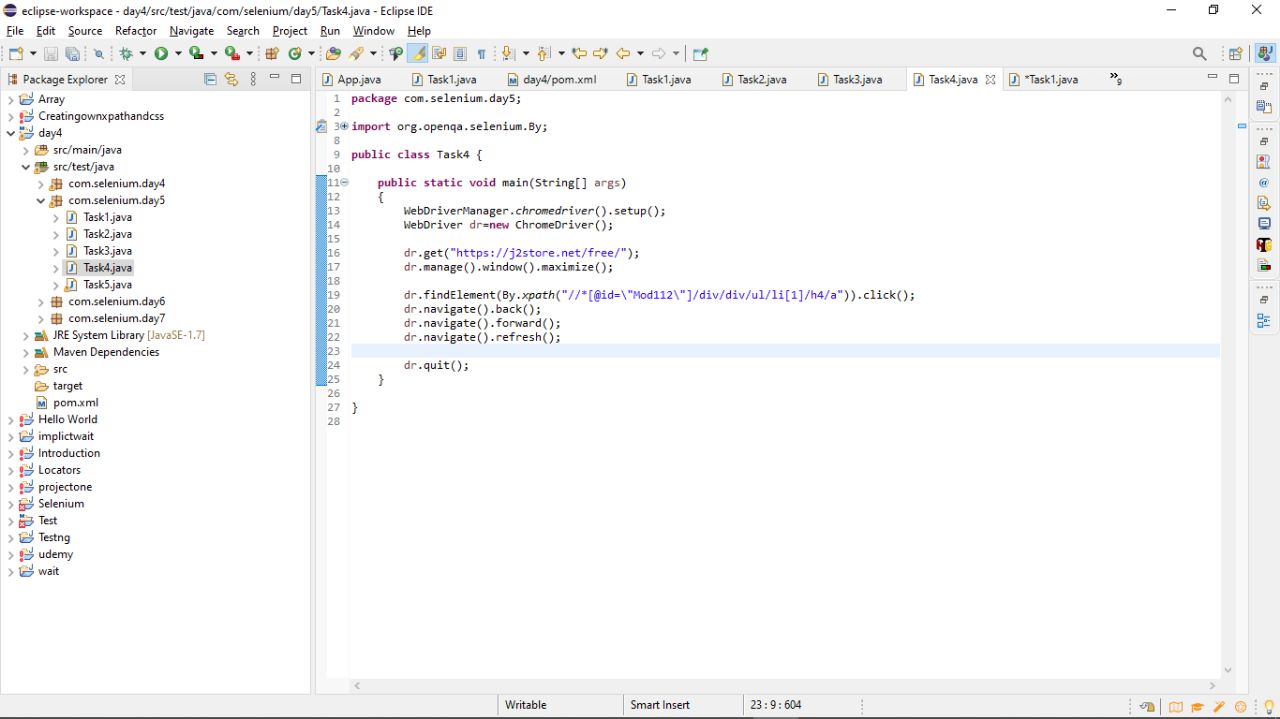 eclipse-workspace - day4/src/test/java/com/selenium/day5/Task4.java - Eclipse IDE
File Edit Source Refactor Navigate Search Project Run Window Help
Package Explorer
App.java Task1.java day4/pom.xml Task1.java Task2.java Task3.java Task4.java *Task1.java »9
Array
Creatingownxpathandcss
day4
src/main/java
src/test/java
com.selenium.day4
com.selenium.day5
Task1.java
Task2.java
Task3.java
Task4.java
Task5.java
com.selenium.day6
com.selenium.day7
JRE System Library [JavaSE-1.7]
Maven Dependencies
src
target
pom.xml
Hello World
implictwait
Introduction
Locators
projectone
Selenium
Test
Testng
udemy
wait
1 package com.selenium.day5;
2
3 import org.openqa.selenium.By;
8
9 public class Task4 {
10
11 public static void main(String[] args)
12 {
13 WebDriverManager.chromedriver().setup();
14 WebDriver dr=new ChromeDriver();
15
16 dr.get("https://j2store.net/free/");
17 dr.manage().window().maximize();
18
19 dr.findElement(By.xpath("//*[@id=\"Mod112\"]/div/div/ul/li[1]/h4/a")).click();
20 dr.navigate().back();
21 dr.navigate().forward();
22 dr.navigate().refresh();
23
24 dr.quit();
25 }
26
27 }
28
Writable Smart Insert 23 : 9 : 604